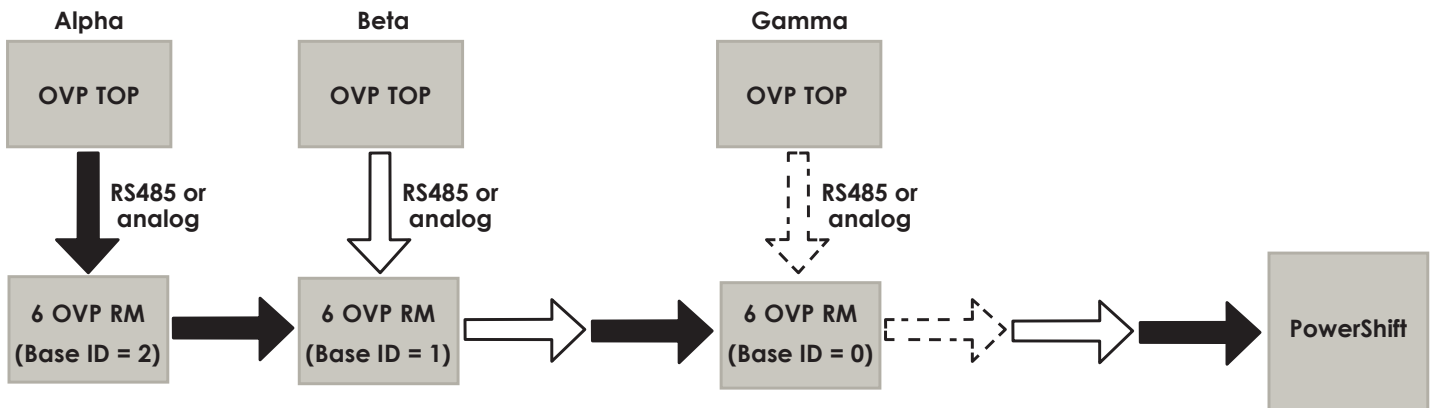 Alpha
Beta
Gamma
OVP TOP
OVP TOP
OVP TOP
RS485 or
analog
RS485 or
analog
RS485 or
analog
6 OVP RM
(Base ID = 2)
6 OVP RM
(Base ID = 1)
6 OVP RM
(Base ID = 0)
PowerShift